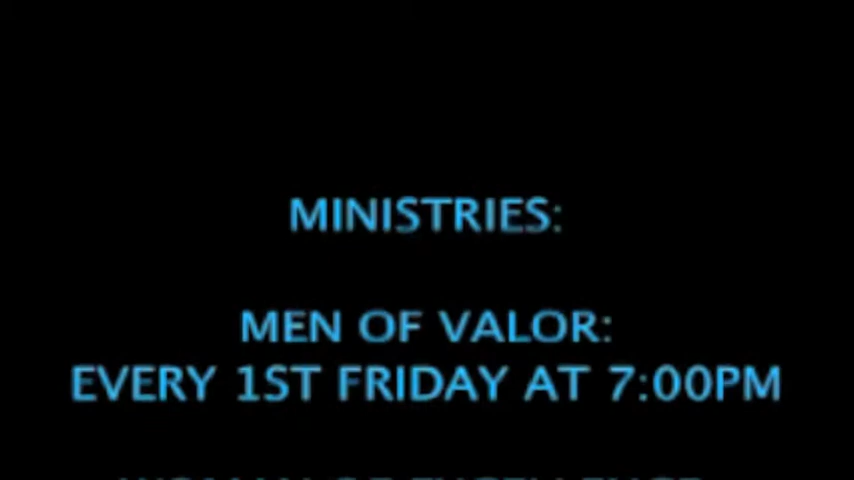 MINISTRIES:
MEN OF VALOR:
EVERY 1ST FRIDAY AT 7:00PM